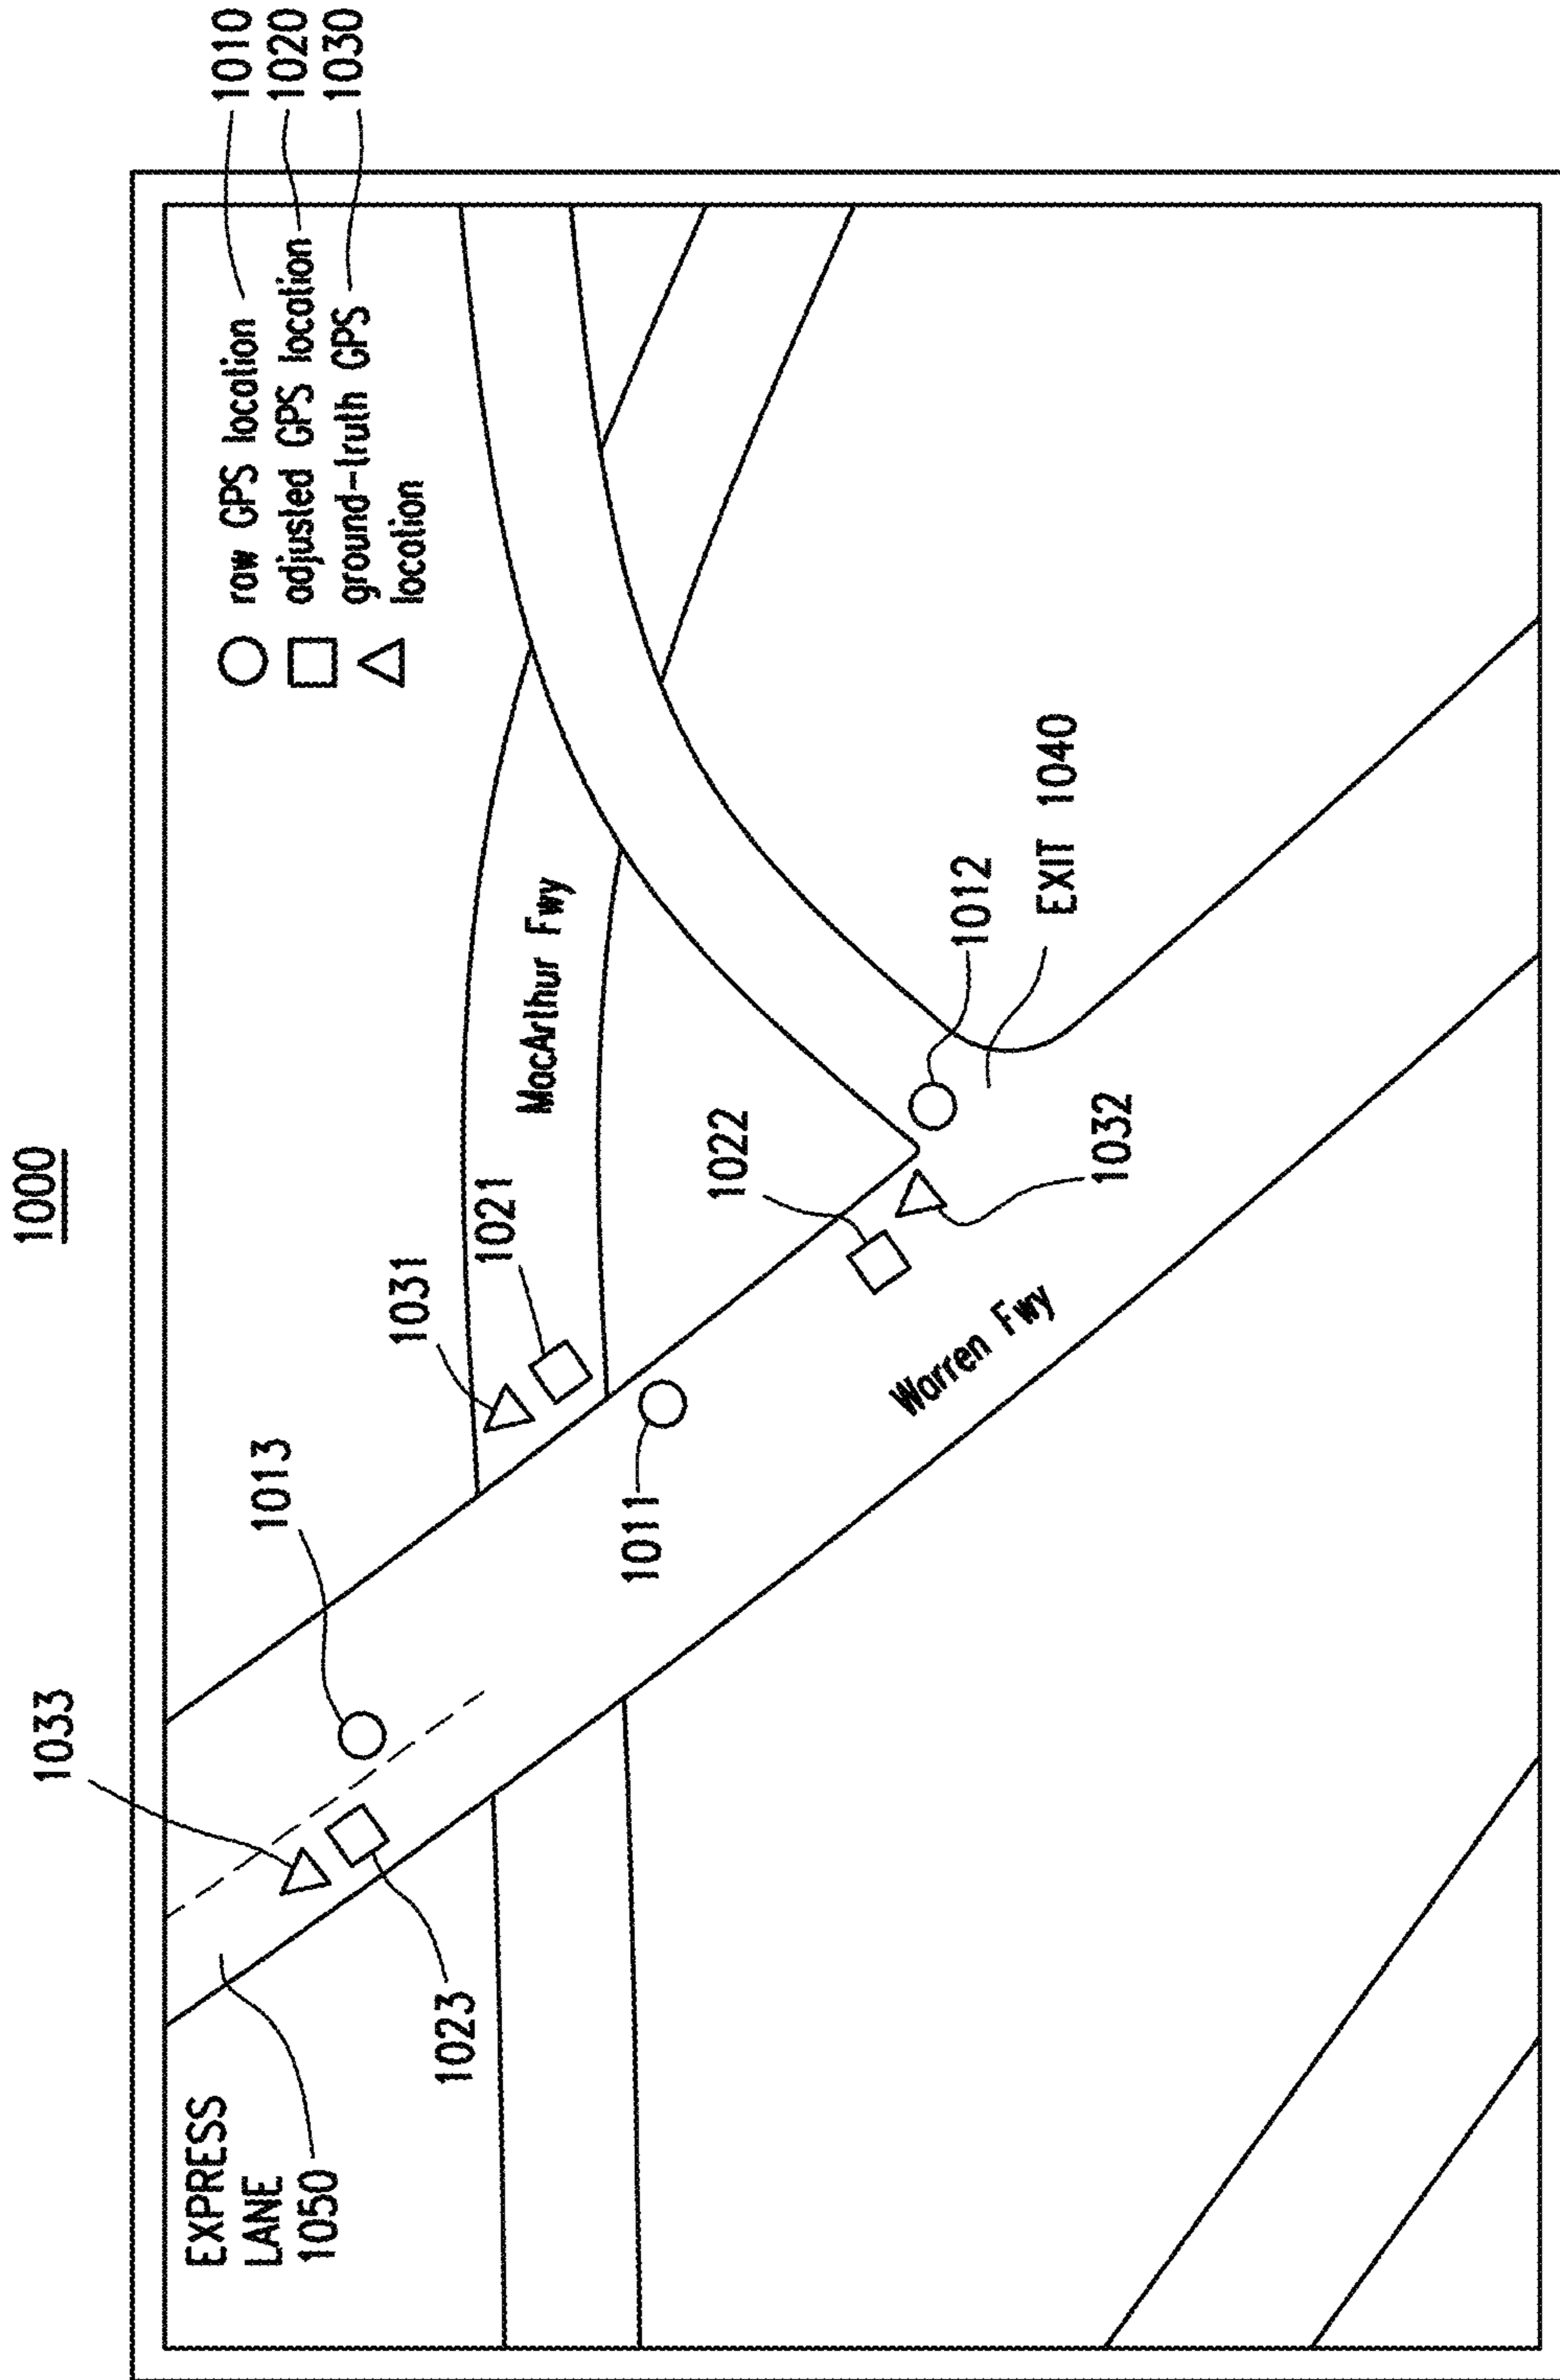 1000
1010
1020
1030
raw GPS location
adjusted GPS location
ground-truth GPS
location
EXPRESS
LANE
1050
1033
1013
1023
1031
1021
MacArthur Fwy
1011
1022
1012
EXIT 1040
1032
Warren Fwy